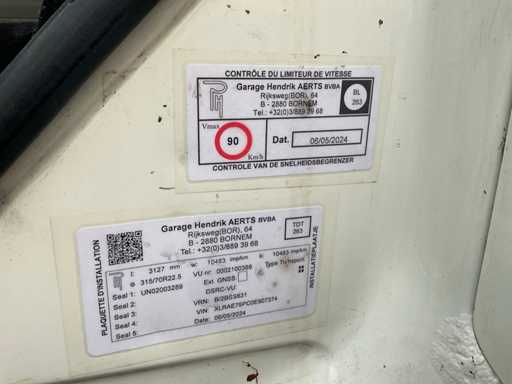 CONTRÔLE DU LIMITEUR DE VITESSE
Garage Hendrik AERTS BVBA
Rijksweg(BOR), 64
B - 2880 BORNEM
Tel.: +32(0)3/889 39 68
BL
263
Vmax
90
Km/h
Dat. 06/05/2024
CONTROLE VAN DE SNELHEIDSBEGRENZER
PLAQUETTE D'INSTALLATION
Garage Hendrik AERTS BVBA
Rijksweg(BOR), 64
B - 2880 BORNEM
Tel.: +32(0)3/889 39 68
TDT
263
INSTALLATIEPLAATJE
l: 3127 mm w: 10483 imp/km k: 10483 imp/km
315/70R22.5 VU nr: 0002100388 Type Tachograaf
Seal 1: UN02003289 Ext GNSS
Seal 2: DSRC-VU:
Seal 3: VRN:
Seal 4: VIN:
Seal 5: 06/05/2024